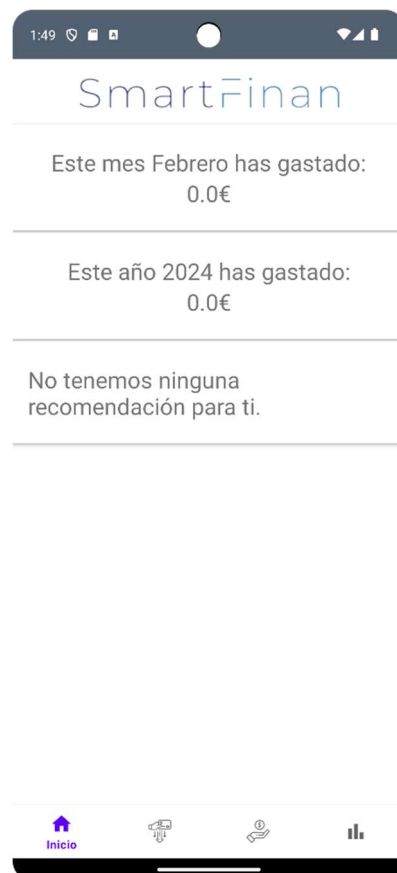 1:49
SmartFinan
Este mes Febrero has gastado:
0.0€
Este año 2024 has gastado:
0.0€
No tenemos ninguna
recomendación para ti.
Inicio